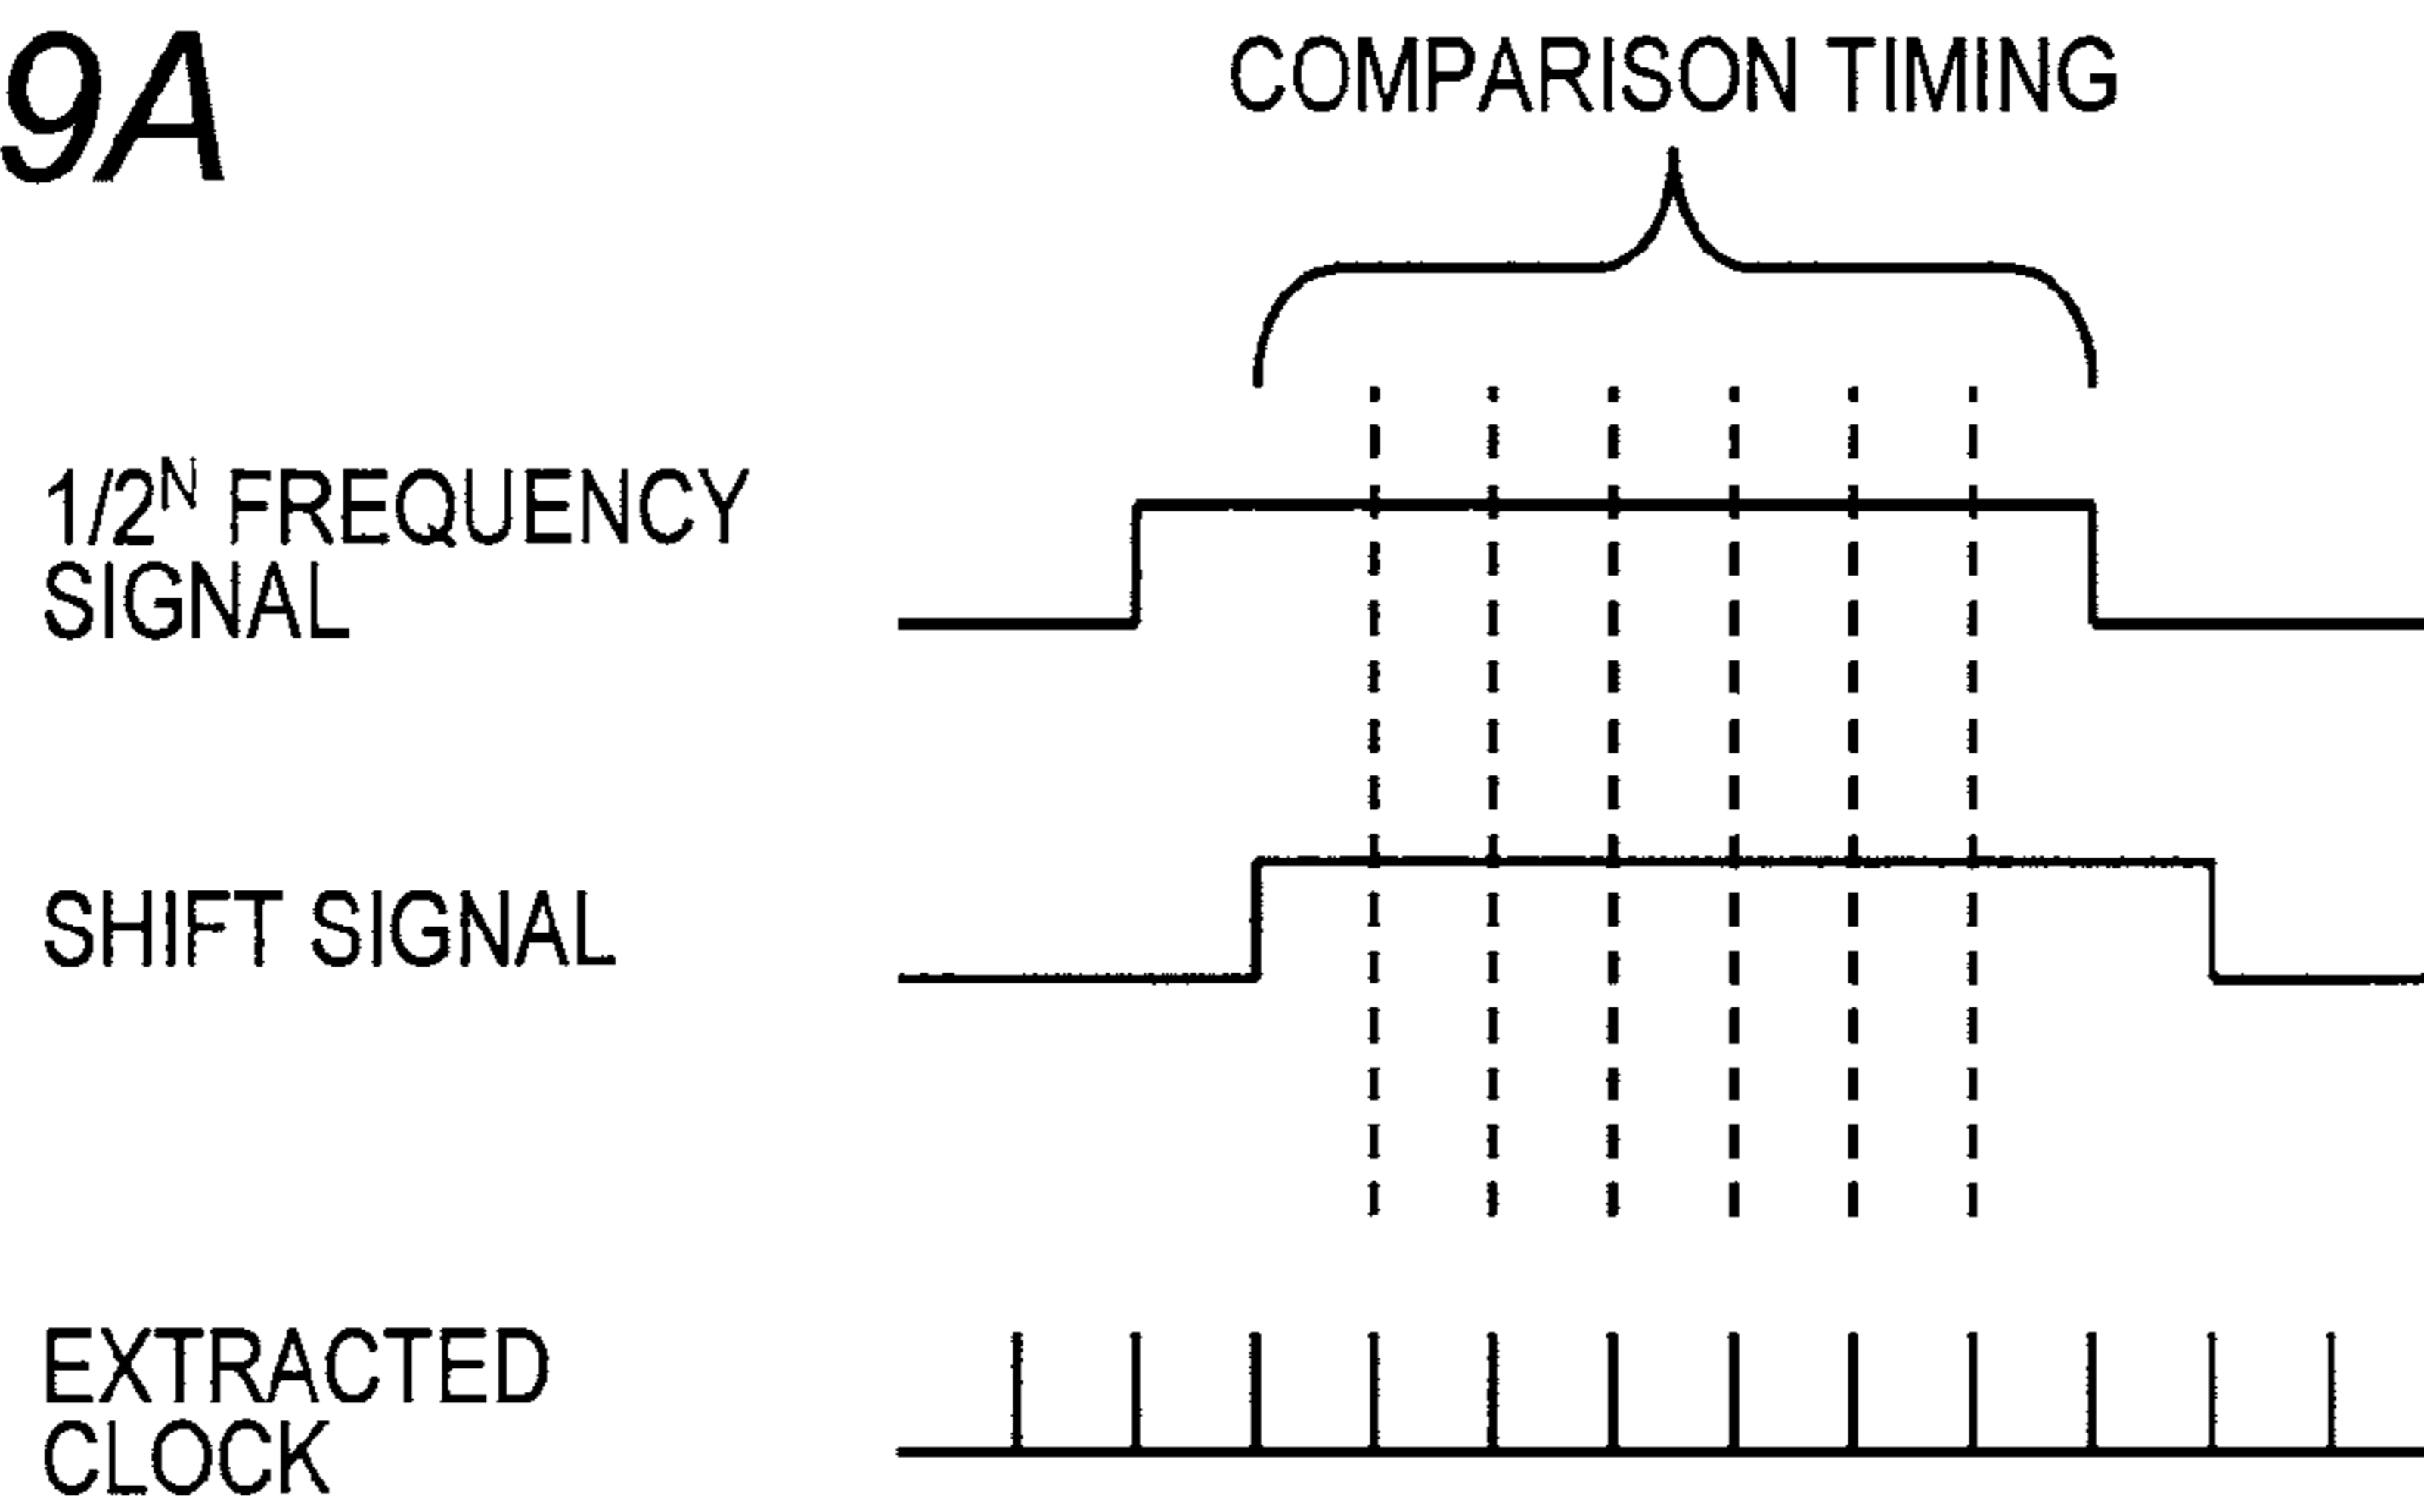 9A
COMPARISON TIMING
1/2ᴺ FREQUENCY
SIGNAL
SHIFT SIGNAL
EXTRACTED
CLOCK